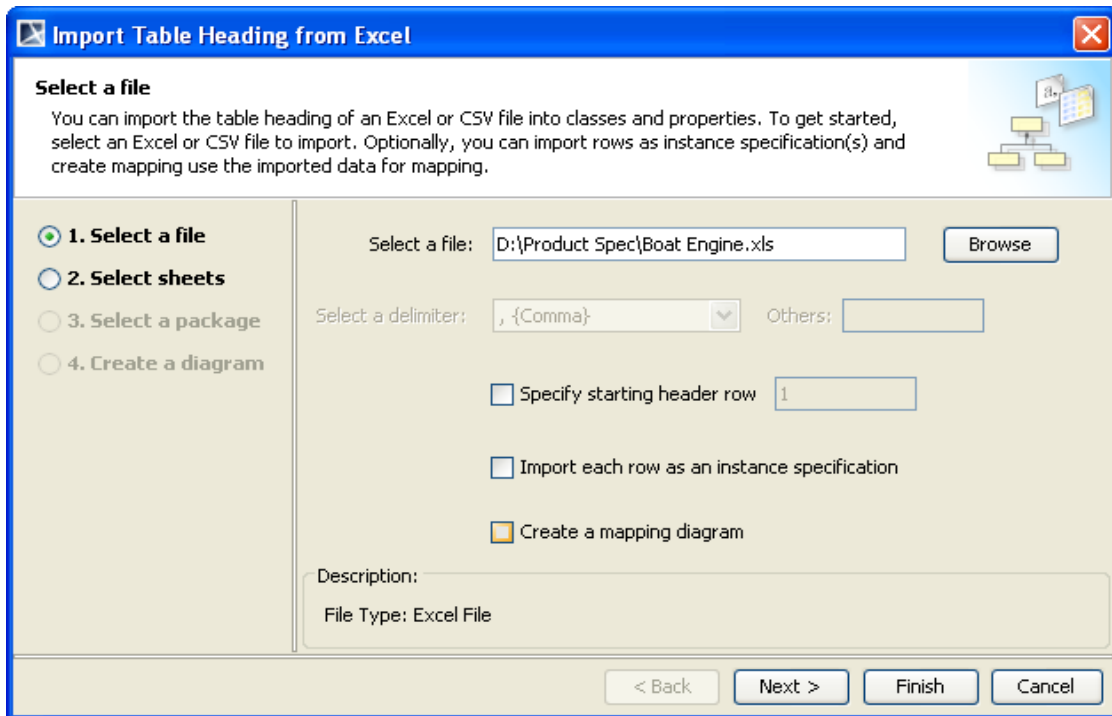 Import Table Heading from Excel
Select a file
You can import the table heading of an Excel or CSV file into classes and properties. To get started,
select an Excel or CSV file to import. Optionally, you can import rows as instance specification(s) and
create mapping use the imported data for mapping.
a,
1. Select a file
2. Select sheets
3. Select a package
4. Create a diagram
Select a file: D:\Product Spec\Boat Engine.xls Browse
Select a delimiter: , {Comma} Others:
Specify starting header row 1
Import each row as an instance specification
Create a mapping diagram
Description:
File Type: Excel File
< Back Next > Finish Cancel